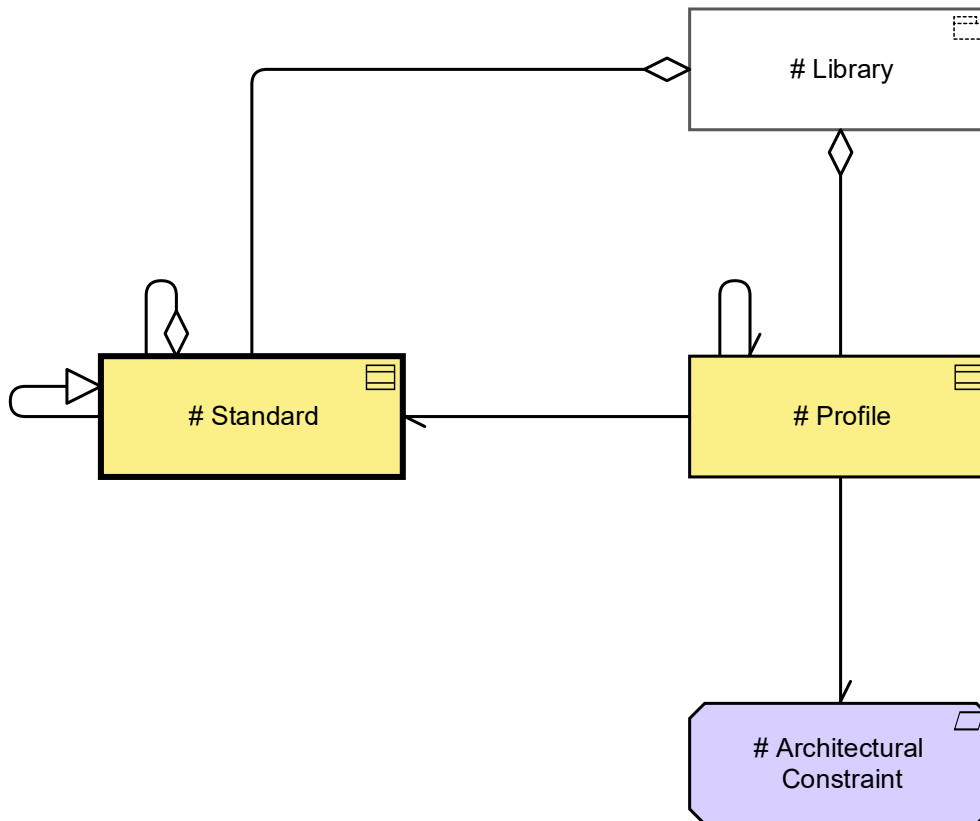 # Library
# Standard
# Profile
# Architectural
Constraint